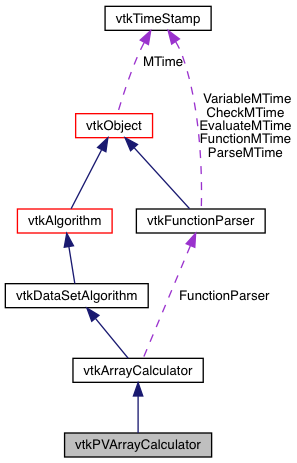 vtkTimeStamp
MTime
VariableMTime
CheckMTime
EvaluateMTime
FunctionMTime
ParseMTime
vtkObject
vtkAlgorithm
vtkFunctionParser
vtkDataSetAlgorithm
FunctionParser
vtkArrayCalculator
vtkPVArrayCalculator